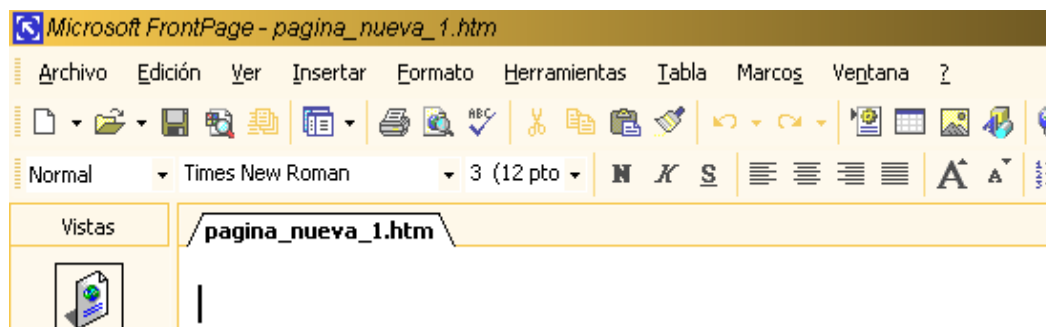 Microsoft FrontPage - pagina_nueva_1.htm
Archivo Edición Ver Insertar Formato Herramientas Tabla Marcos Ventana ?
ABC
Normal Times New Roman 3 (12 pto N K S A A
Vistas pagina_nueva_1.htm